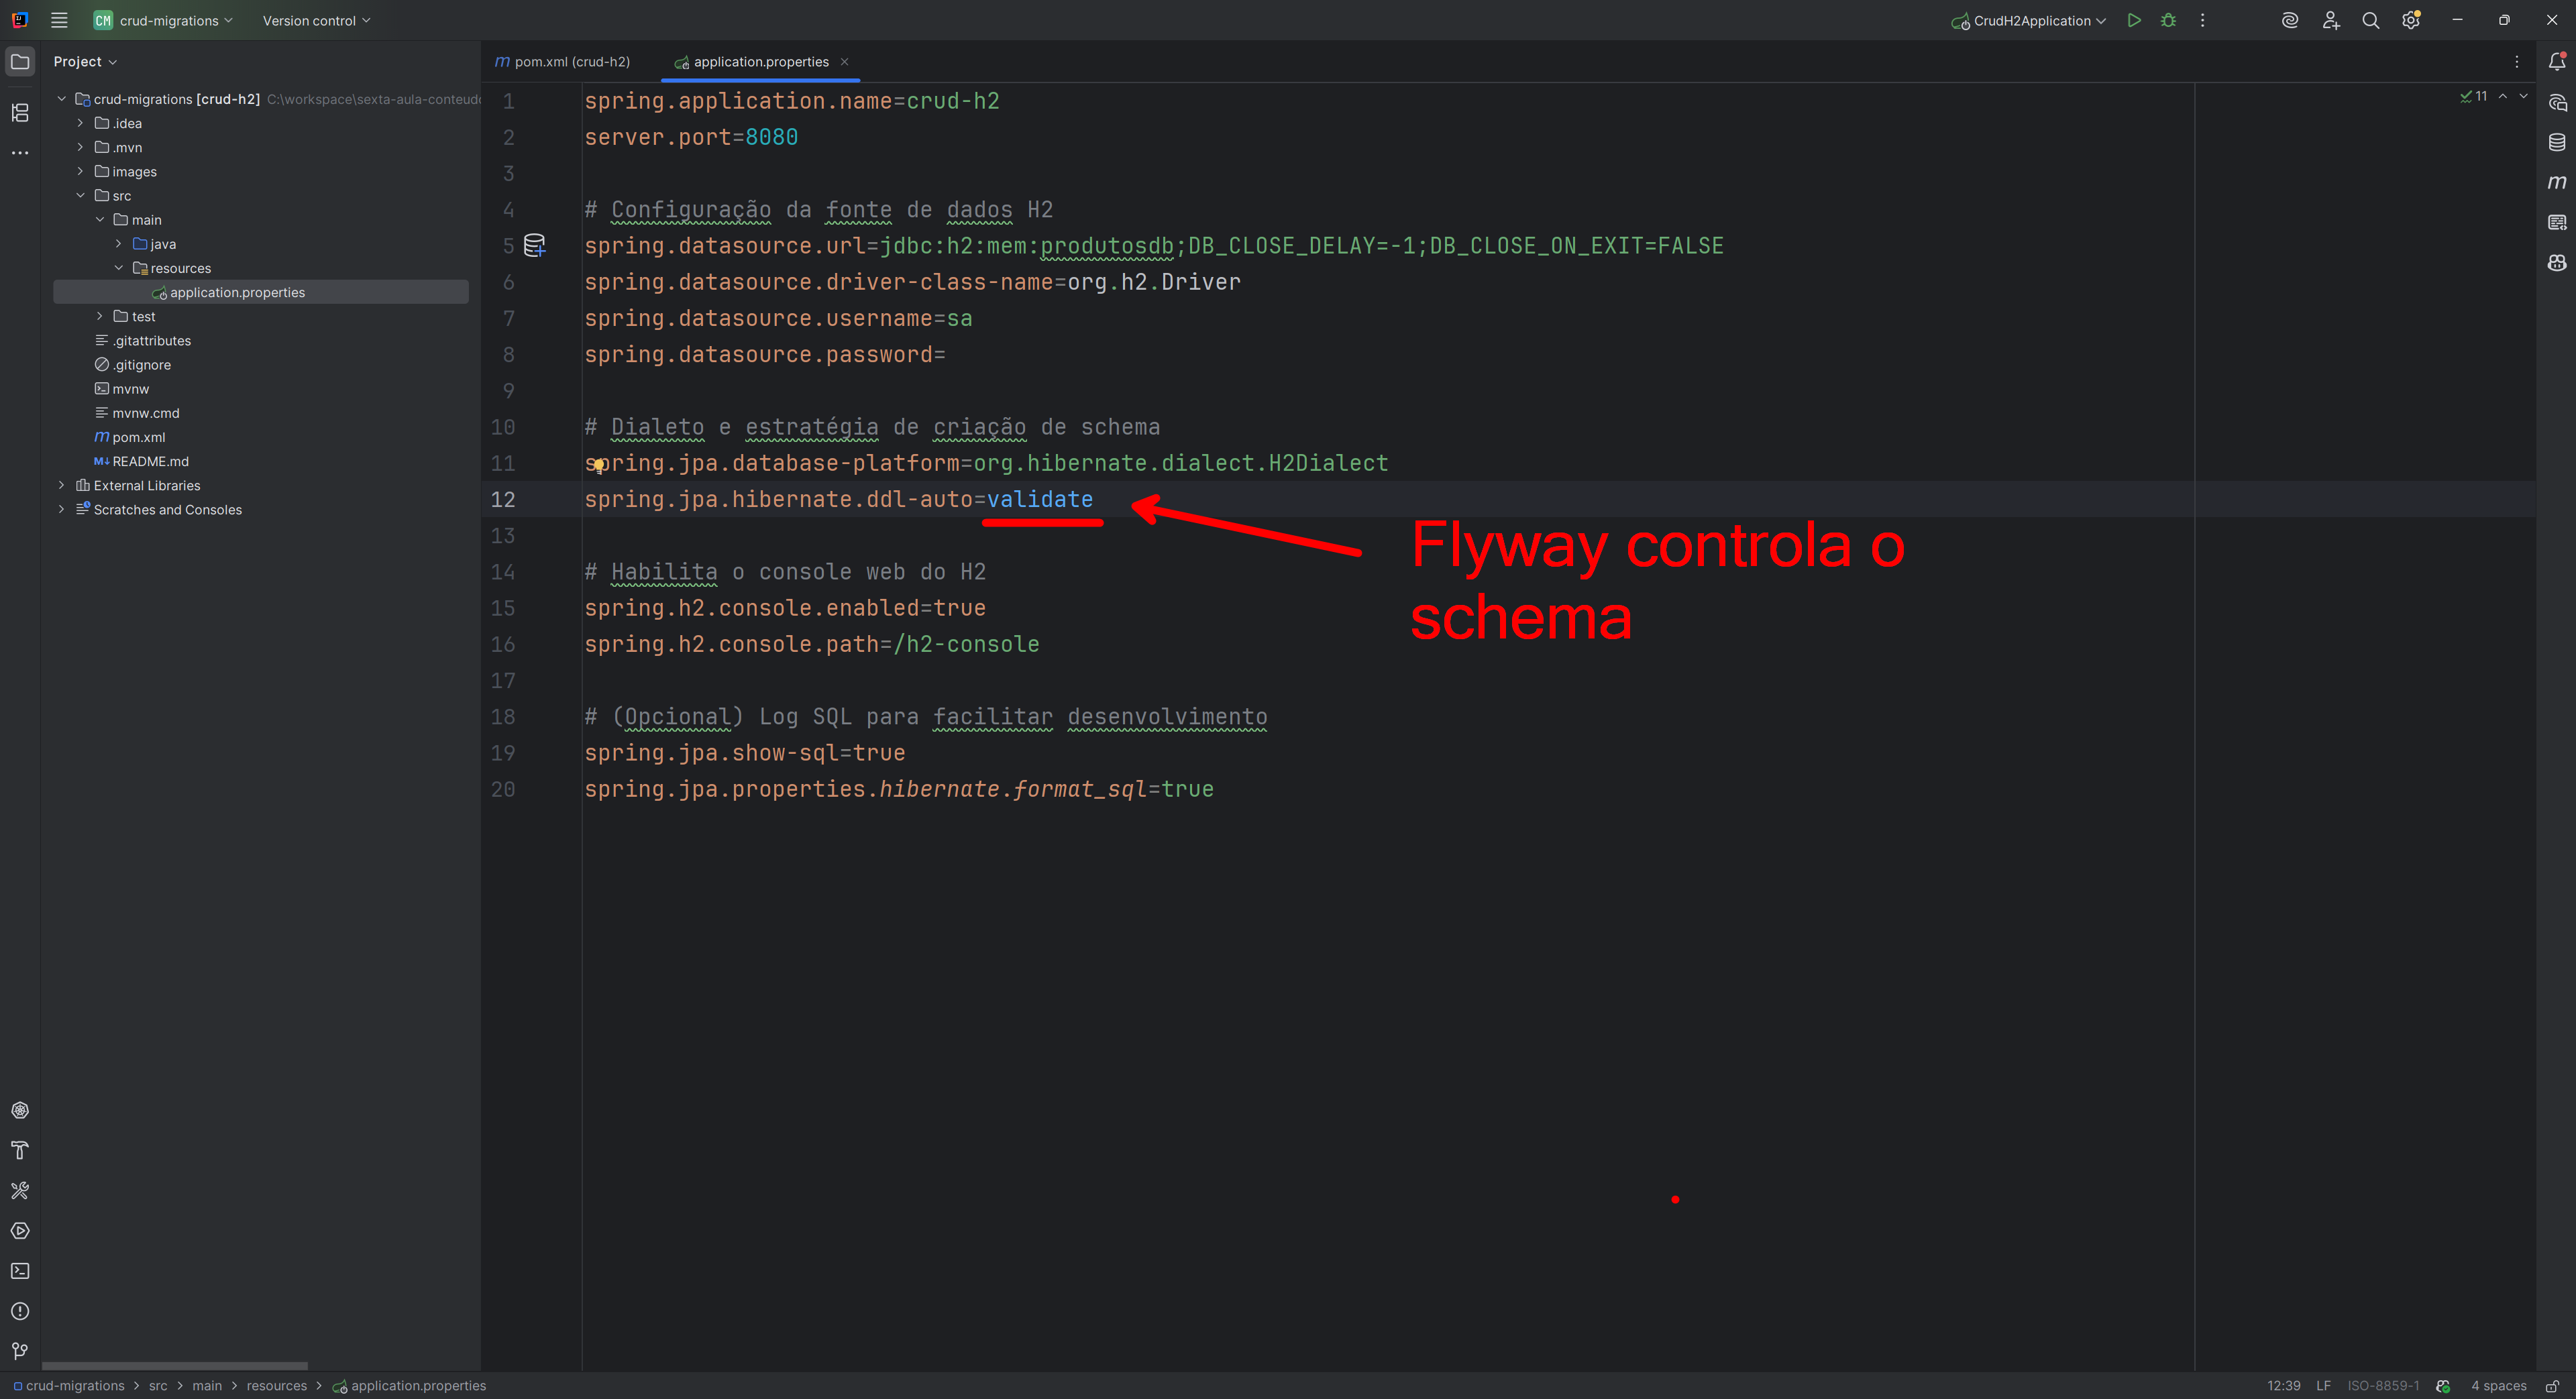 CM crud-migrations
Version control
CrudH2Application
Project
pom.xml (crud-h2)
application.properties
crud-migrations [crud-h2] C:\workspace\sexta-aula-conteud
.idea
.mvn
images
src
main
java
resources
application.properties
test
.gitattributes
.gitignore
mvnw
mvnw.cmd
pom.xml
README.md
External Libraries
Scratches and Consoles
11
1 spring.application.name=crud-h2
2 server.port=8080
3
4 # Configuração da fonte de dados H2
5 spring.datasource.url=jdbc:h2:mem:produtosdb;DB_CLOSE_DELAY=-1;DB_CLOSE_ON_EXIT=FALSE
6 spring.datasource.driver-class-name=org.h2.Driver
7 spring.datasource.username=sa
8 spring.datasource.password=
9
10 # Dialeto e estratégia de criação de schema
11 spring.jpa.database-platform=org.hibernate.dialect.H2Dialect
12 spring.jpa.hibernate.ddl-auto=validate
13
14 # Habilita o console web do H2
15 spring.h2.console.enabled=true
16 spring.h2.console.path=/h2-console
17
18 # (Opcional) Log SQL para facilitar desenvolvimento
19 spring.jpa.show-sql=true
20 spring.jpa.properties.hibernate.format_sql=true
Flyway controla o
schema
crud-migrations > src > main > resources > application.properties
12:39 LF ISO-8859-1 4 spaces